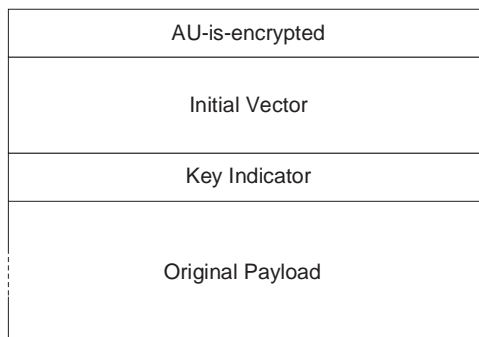 AU-is-encrypted
Initial Vector
Key Indicator
Original Payload